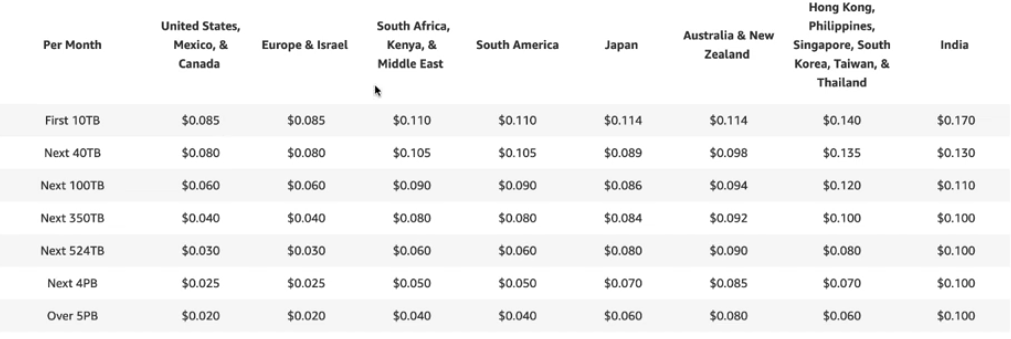 Per Month United States, Mexico, & Canada Europe & Israel South Africa, Kenya, & Middle East South America Japan Australia & New Zealand Hong Kong, Philippines, Singapore, South Korea, Taiwan, & Thailand India
First 10TB $0.085 $0.085 $0.110 $0.110 $0.114 $0.114 $0.140 $0.170
Next 40TB $0.080 $0.080 $0.105 $0.105 $0.089 $0.098 $0.135 $0.130
Next 100TB $0.060 $0.060 $0.090 $0.090 $0.086 $0.094 $0.120 $0.110
Next 350TB $0.040 $0.040 $0.080 $0.080 $0.084 $0.092 $0.100 $0.100
Next 524TB $0.030 $0.030 $0.060 $0.060 $0.080 $0.090 $0.080 $0.100
Next 4PB $0.025 $0.025 $0.050 $0.050 $0.070 $0.085 $0.070 $0.100
Over 5PB $0.020 $0.020 $0.040 $0.040 $0.060 $0.080 $0.060 $0.100